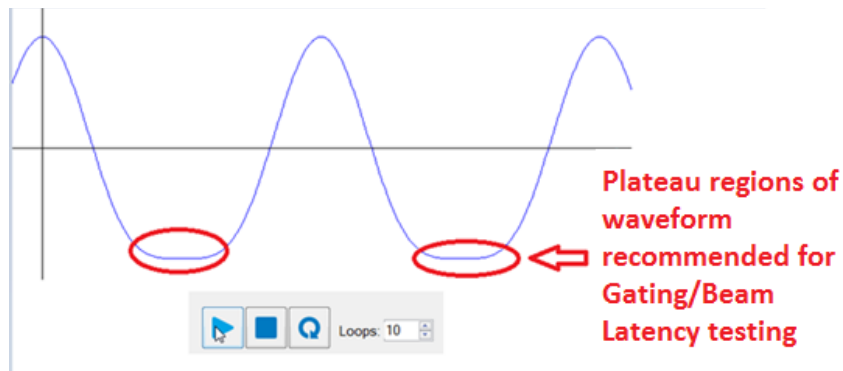 Plateau regions of
waveform
recommended for
Gating/Beam
Latency testing
Loops: 10